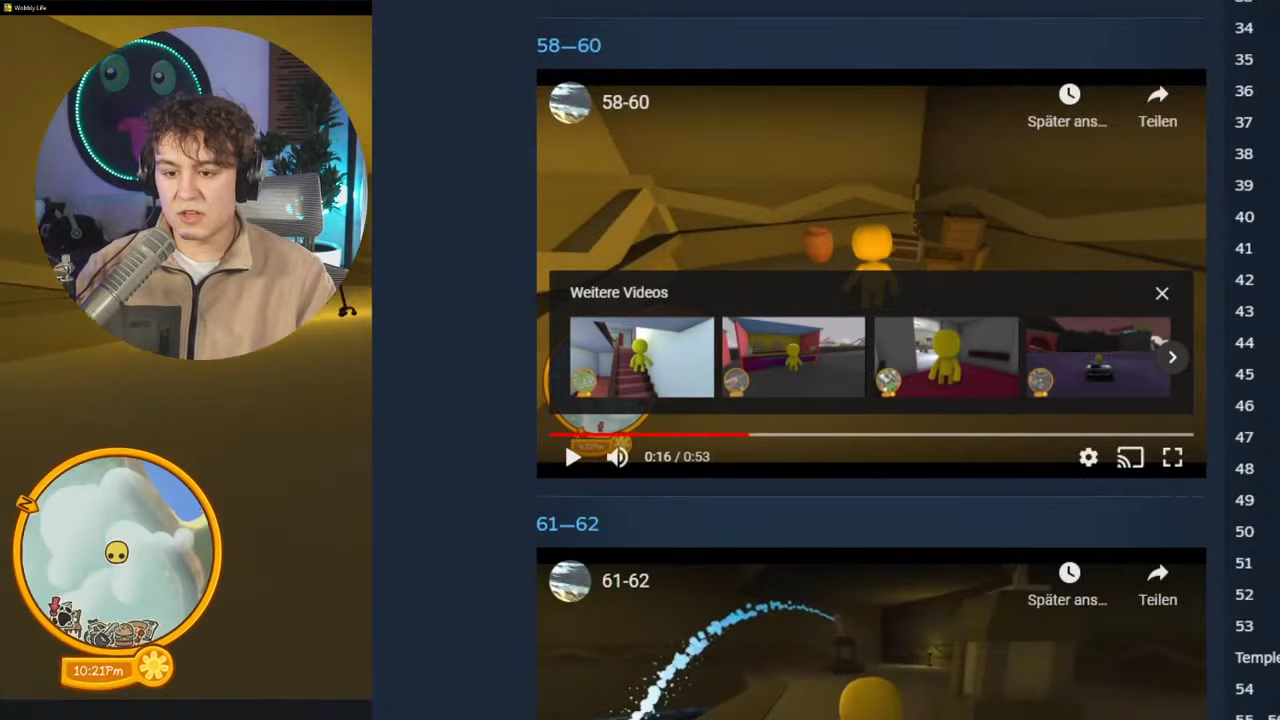 Wobbly Life
58—60
58-60
Später ans...
Teilen
Weitere Videos
0:16 / 0:53
61—62
61-62
Später ans...
Teilen
N
10:21Pm
34
35
36
37
38
39
40
41
42
43
44
45
46
47
48
49
50
51
52
53
Temple
54